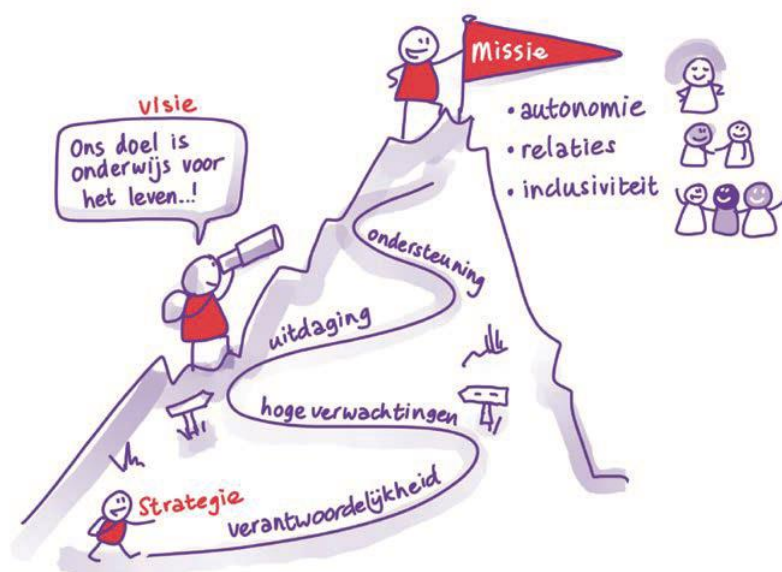 Missie
• autonomie
• relaties
• inclusiviteit
visie
Ons doel is
onderwijs voor
het leven...!
ondersteuning
uitdaging
hoge verwachtingen
Strategie
verantwoordelijkheid